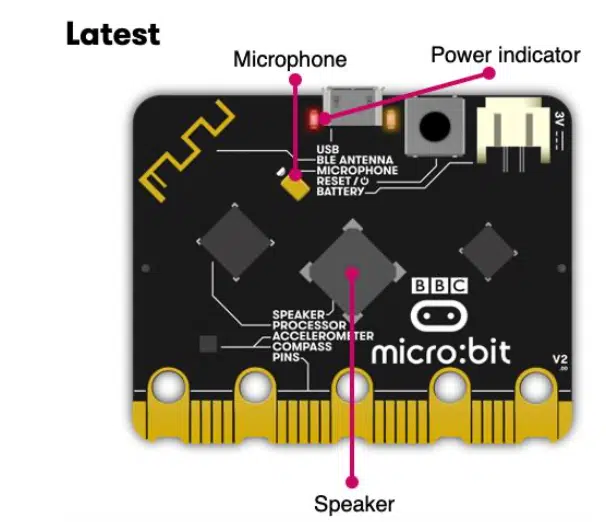 Latest
Microphone
Power indicator
3V
USB
BLE ANTENNA
MICROPHONE
RESET /
BATTERY
BBC
SPEAKER
PROCESSOR
ACCELEROMETER
COMPASS
PINS
micro:bit
V2
.00
Speaker